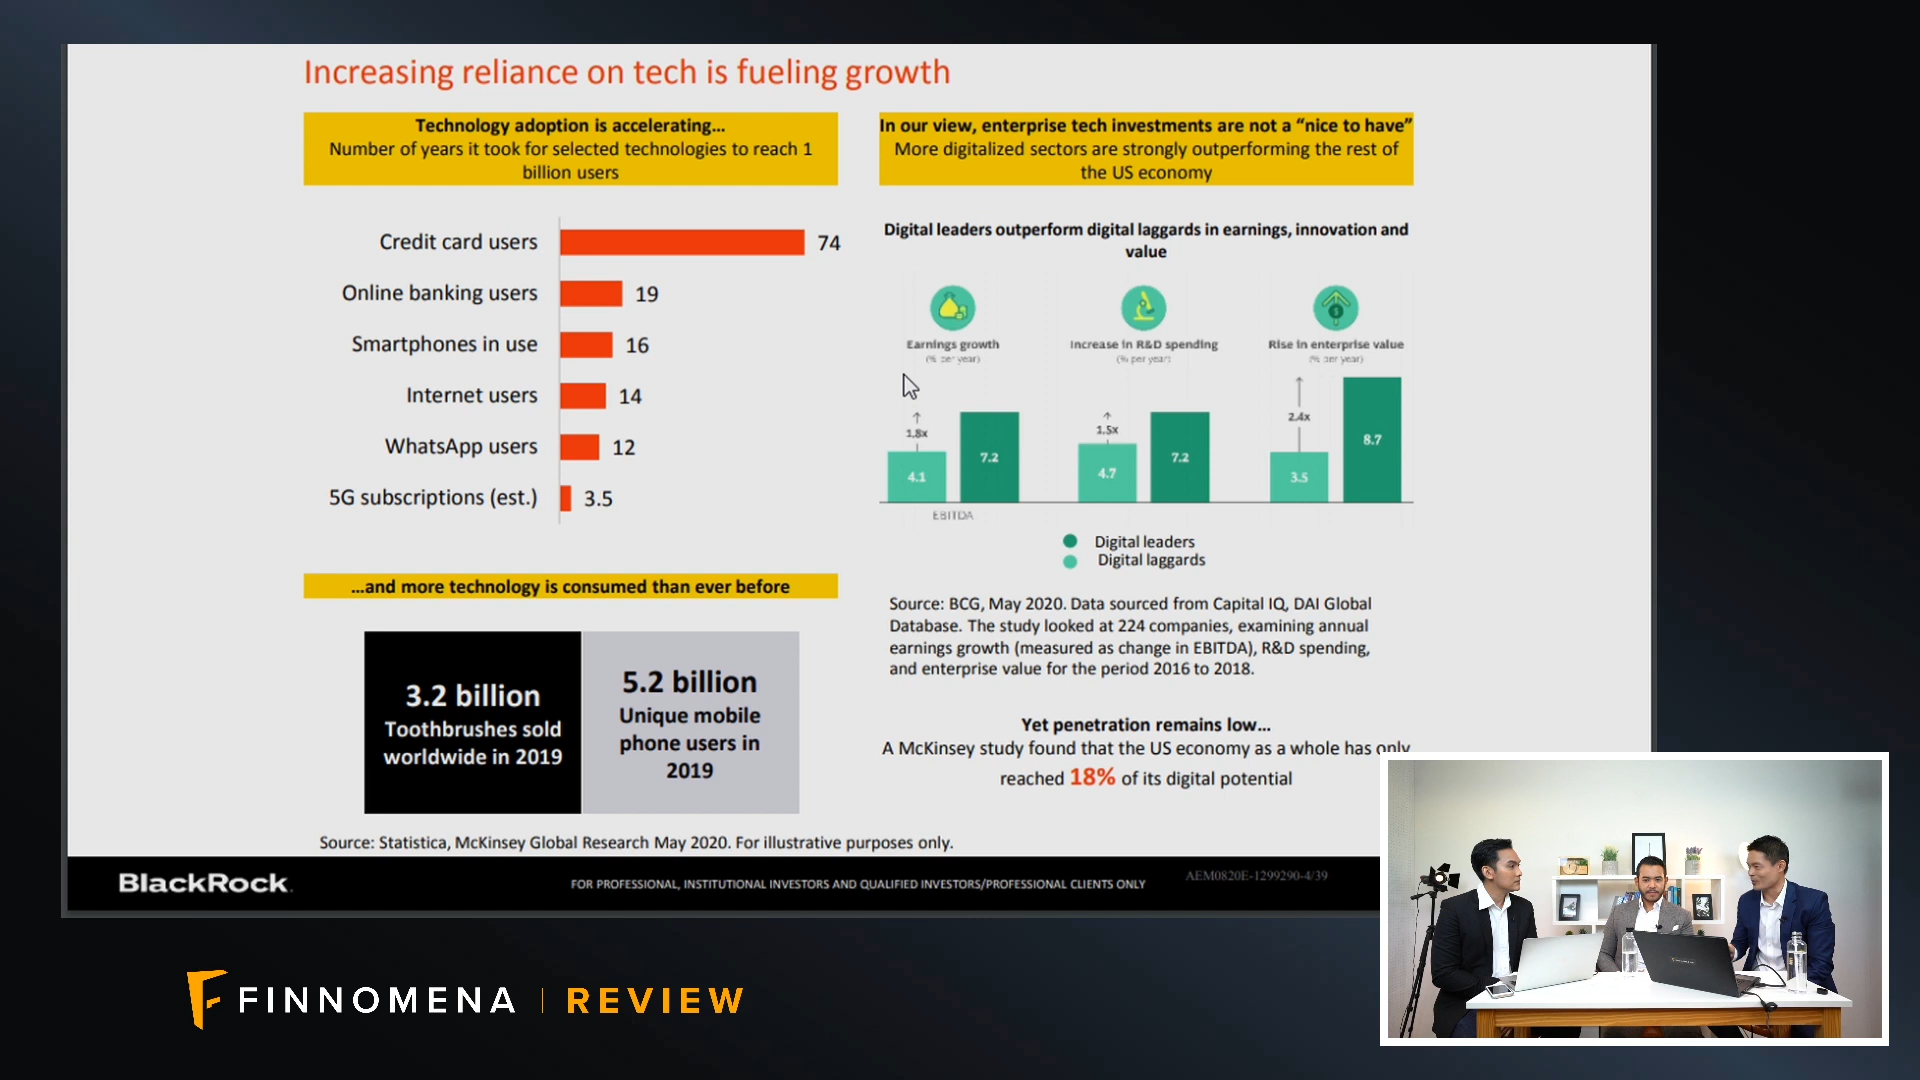 Increasing reliance on tech is fueling growth
Technology adoption is accelerating...
Number of years it took for selected technologies to reach 1
billion users
Credit card users 74
Online banking users 19
Smartphones in use 16
Internet users 14
WhatsApp users 12
5G subscriptions (est.) 3.5
...and more technology is consumed than ever before
3.2 billion
Toothbrushes sold
worldwide in 2019
5.2 billion
Unique mobile
phone users in
2019
Source: Statistica, McKinsey Global Research May 2020. For illustrative purposes only.
In our view, enterprise tech investments are not a “nice to have”
More digitalized sectors are strongly outperforming the rest of
the US economy
Digital leaders outperform digital laggards in earnings, innovation and
value
Earnings growth
(% per year)
1.8x
4.1
7.2
EBITDA
Increase in R&D spending
(% per year)
1.5x
4.7
7.2
Rise in enterprise value
(% per year)
2.4x
3.5
8.7
Digital leaders
Digital laggards
Source: BCG, May 2020. Data sourced from Capital IQ, DAI Global
Database. The study looked at 224 companies, examining annual
earnings growth (measured as change in EBITDA), R&D spending,
and enterprise value for the period 2016 to 2018.
Yet penetration remains low...
A McKinsey study found that the US economy as a whole has only
reached 18% of its digital potential
BlackRock.
FOR PROFESSIONAL, INSTITUTIONAL INVESTORS AND QUALIFIED INVESTORS/PROFESSIONAL CLIENTS ONLY
AEM0820E-1299290-4/39
FINNOMENA | REVIEW